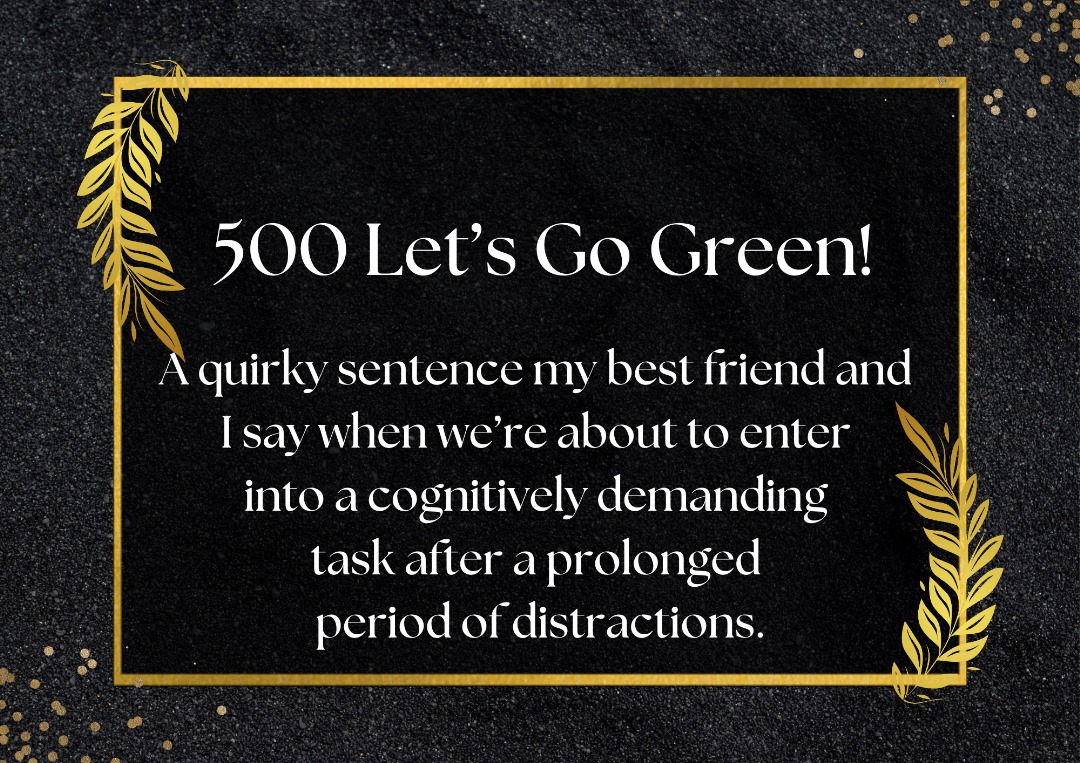 500 Let’s Go Green!
A quirky sentence my best friend and
I say when we’re about to enter
into a cognitively demanding
task after a prolonged
period of distractions.